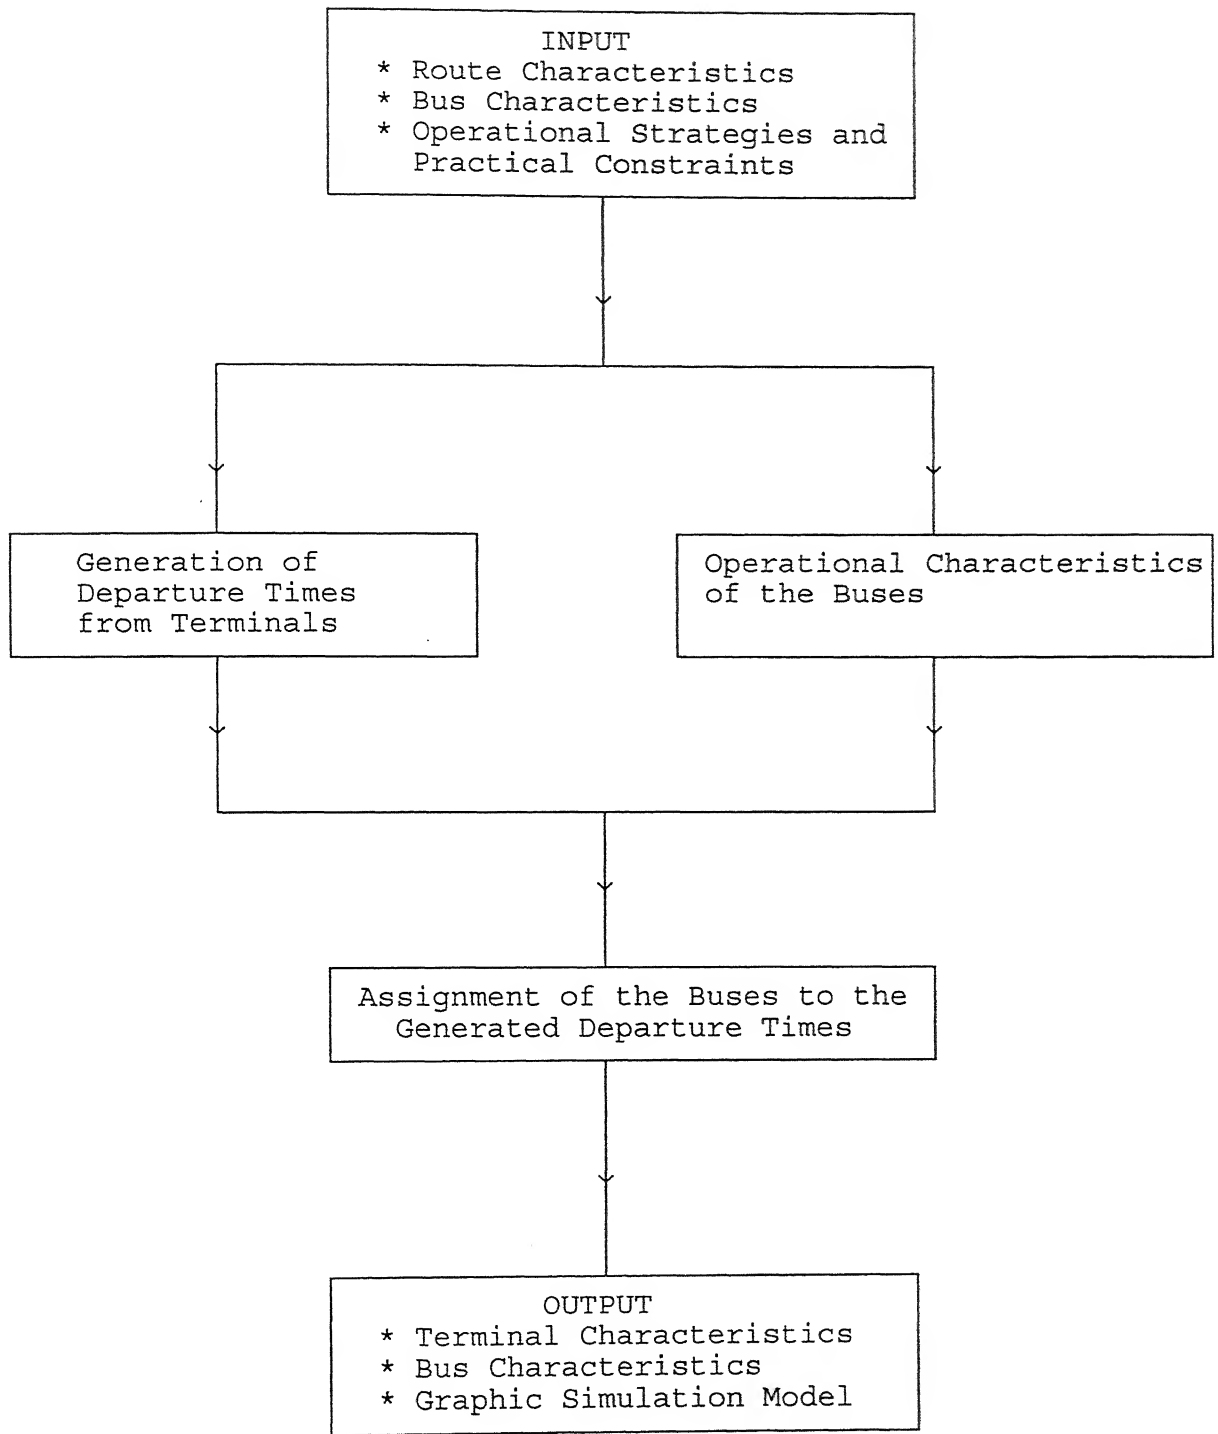 INPUT
* Route Characteristics
* Bus Characteristics
* Operational Strategies and
Practical Constraints
Generation of
Departure Times
from Terminals
Operational Characteristics
of the Buses
Assignment of the Buses to the
Generated Departure Times
OUTPUT
* Terminal Characteristics
* Bus Characteristics
* Graphic Simulation Model